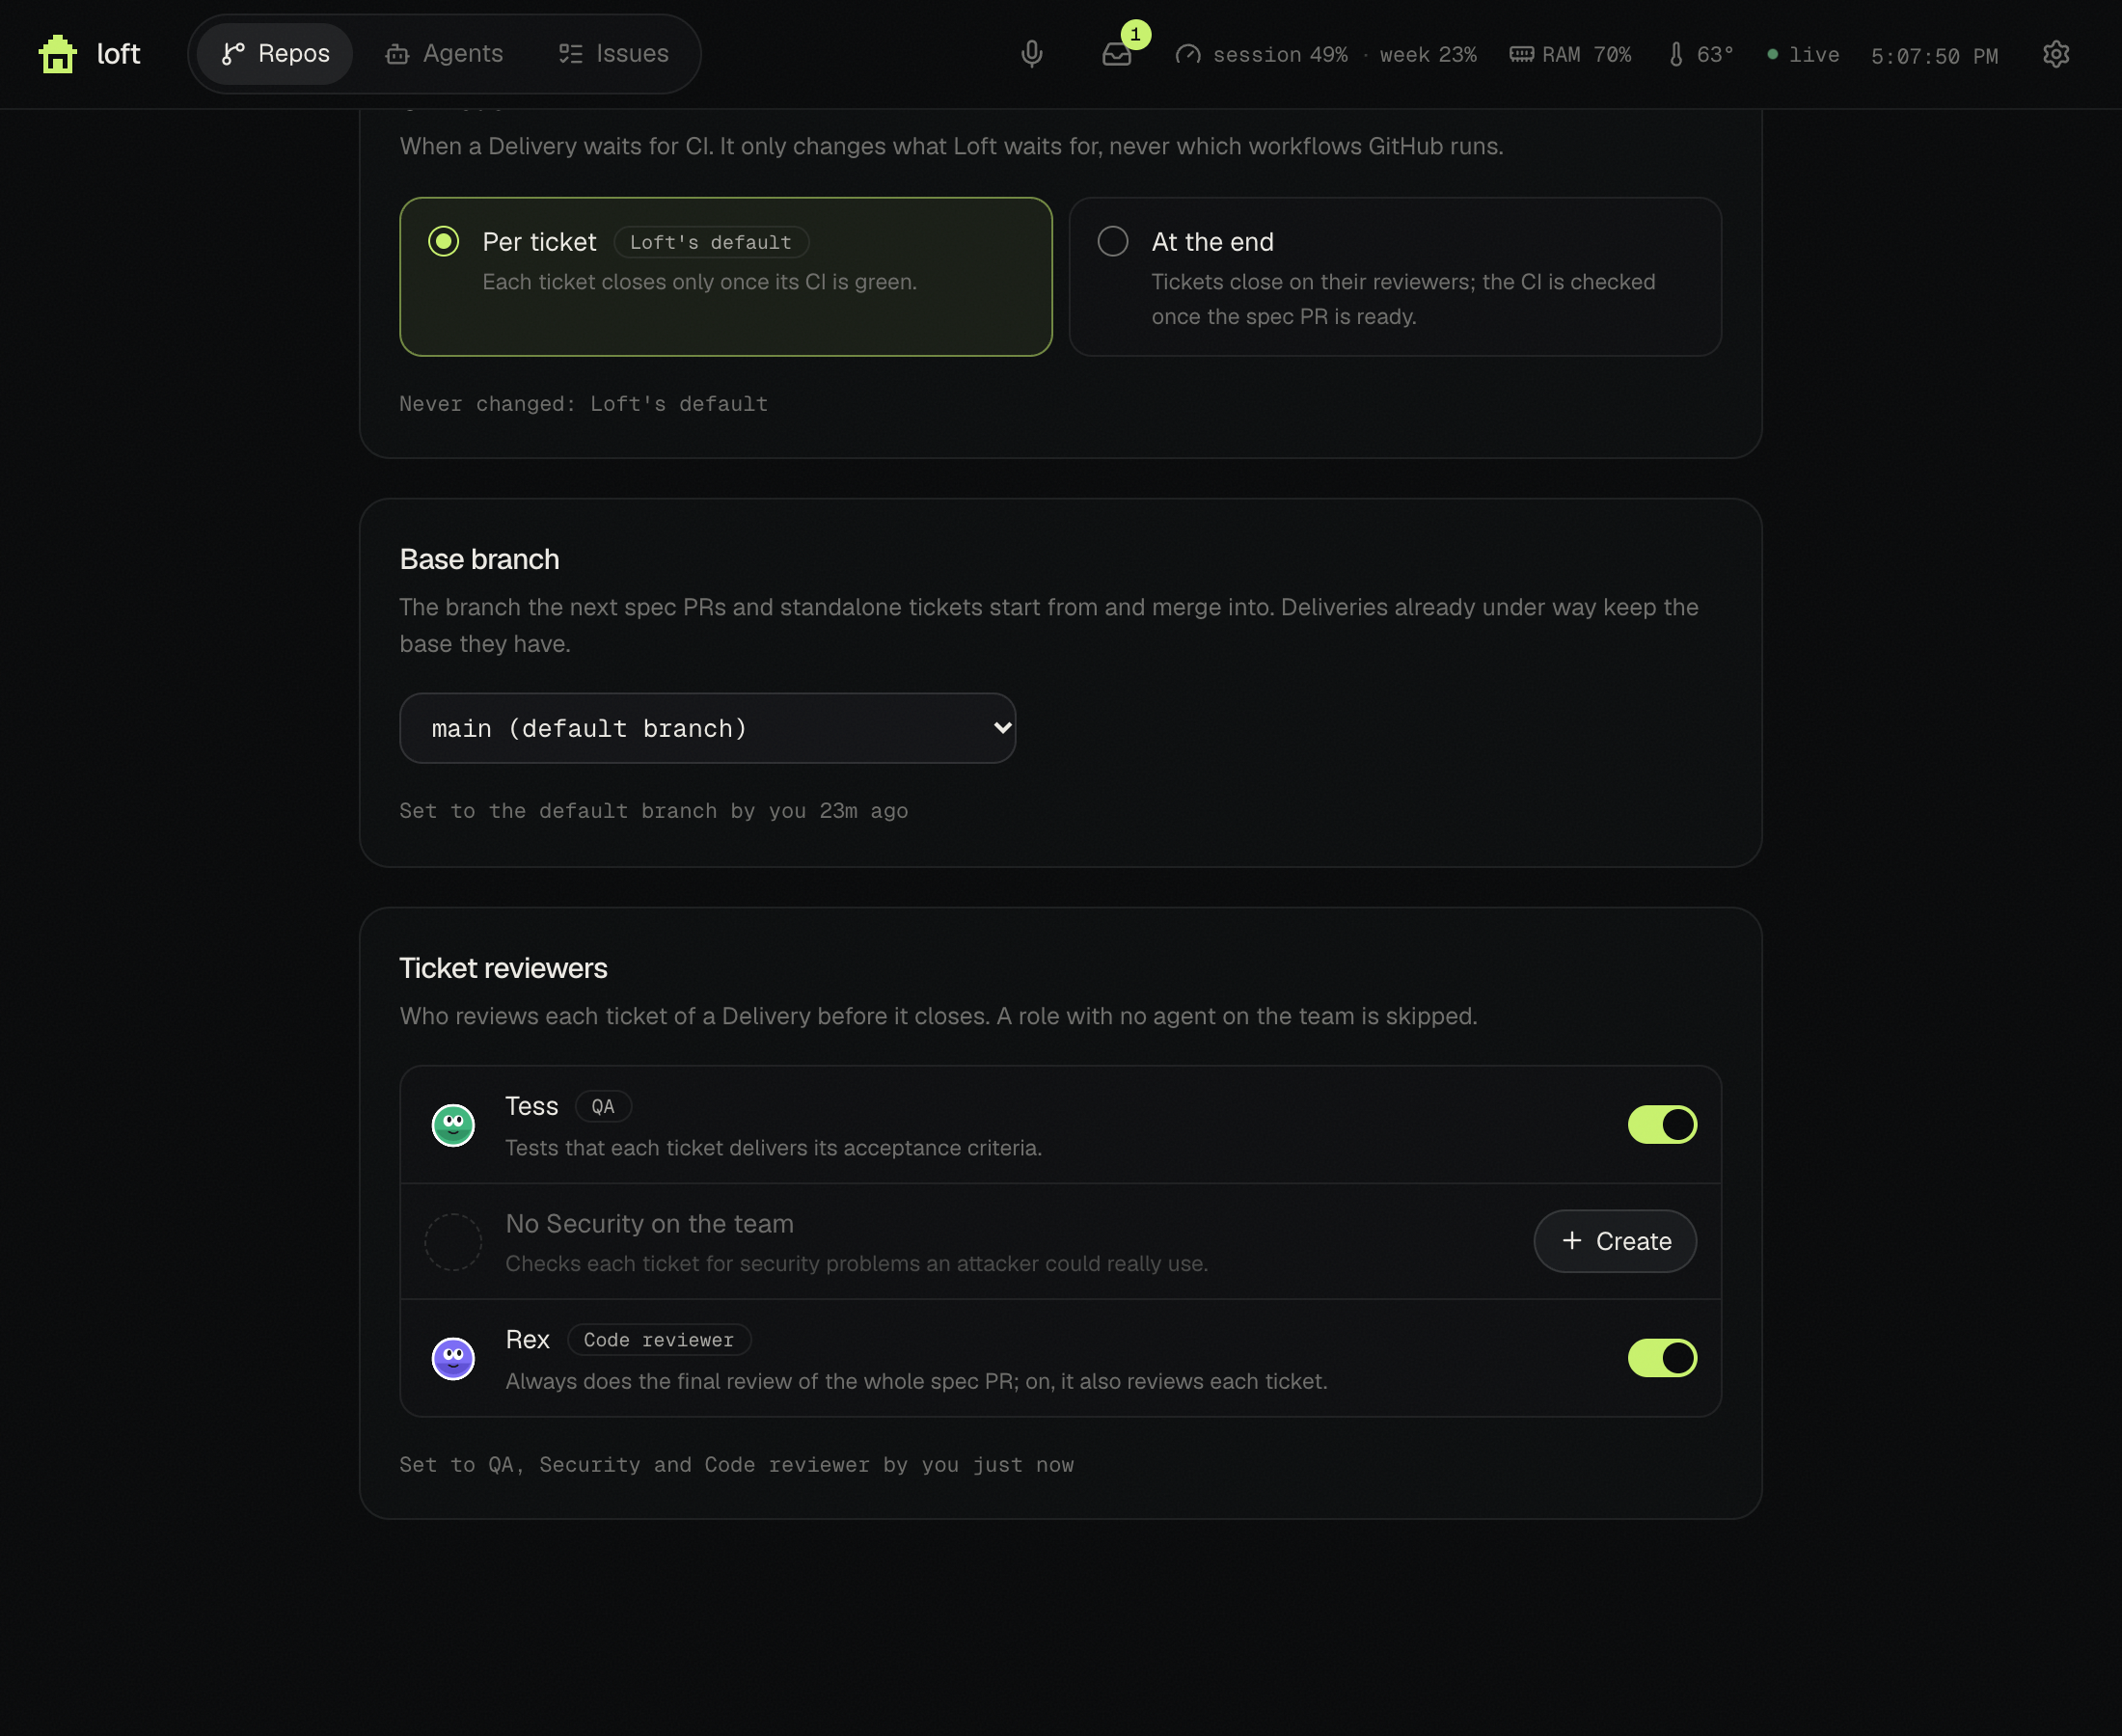 loft
Repos
Agents
Issues
1
session 49% · week 23%
RAM 70%
63°
live
5:07:50 PM
When a Delivery waits for CI. It only changes what Loft waits for, never which workflows GitHub runs.
Per ticket
Loft's default
Each ticket closes only once its CI is green.
At the end
Tickets close on their reviewers; the CI is checked
once the spec PR is ready.
Never changed: Loft's default
Base branch
The branch the next spec PRs and standalone tickets start from and merge into. Deliveries already under way keep the
base they have.
main (default branch)
Set to the default branch by you 23m ago
Ticket reviewers
Who reviews each ticket of a Delivery before it closes. A role with no agent on the team is skipped.
Tess
QA
Tests that each ticket delivers its acceptance criteria.
No Security on the team
Checks each ticket for security problems an attacker could really use.
+ Create
Rex
Code reviewer
Always does the final review of the whole spec PR; on, it also reviews each ticket.
Set to QA, Security and Code reviewer by you just now